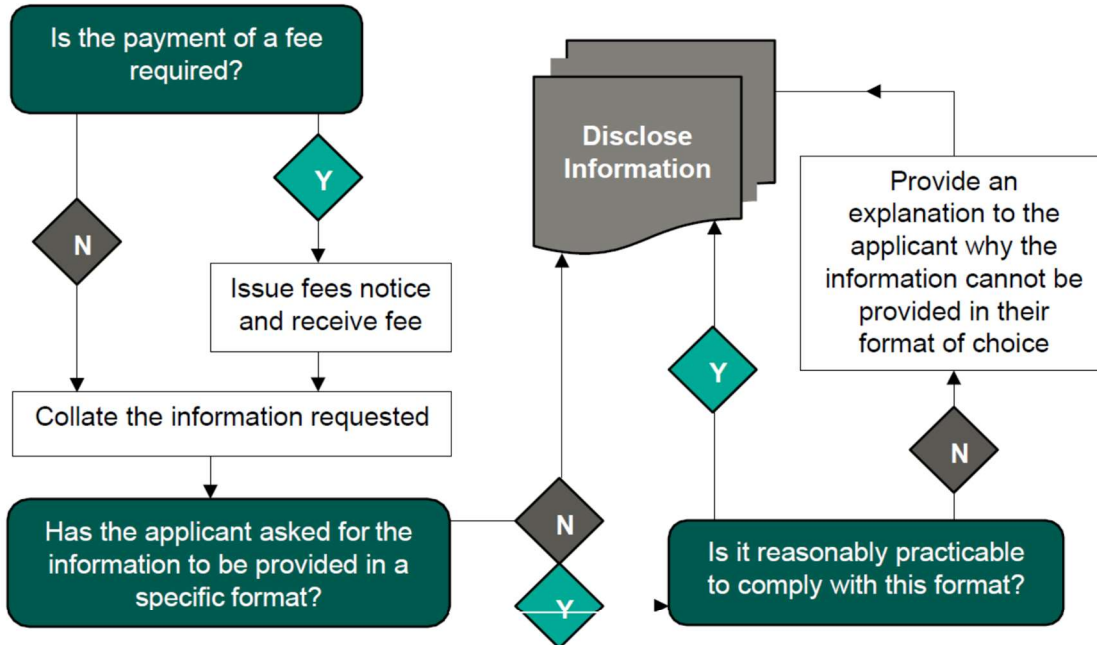 Is the payment of a fee
required?
Y
N
Issue fees notice
and receive fee
Collate the information requested
Has the applicant asked for the
information to be provided in a
specific format?
N
Y
Disclose
Information
Y
Is it reasonably practicable
to comply with this format?
N
Provide an
explanation to the
applicant why the
information cannot be
provided in their
format of choice